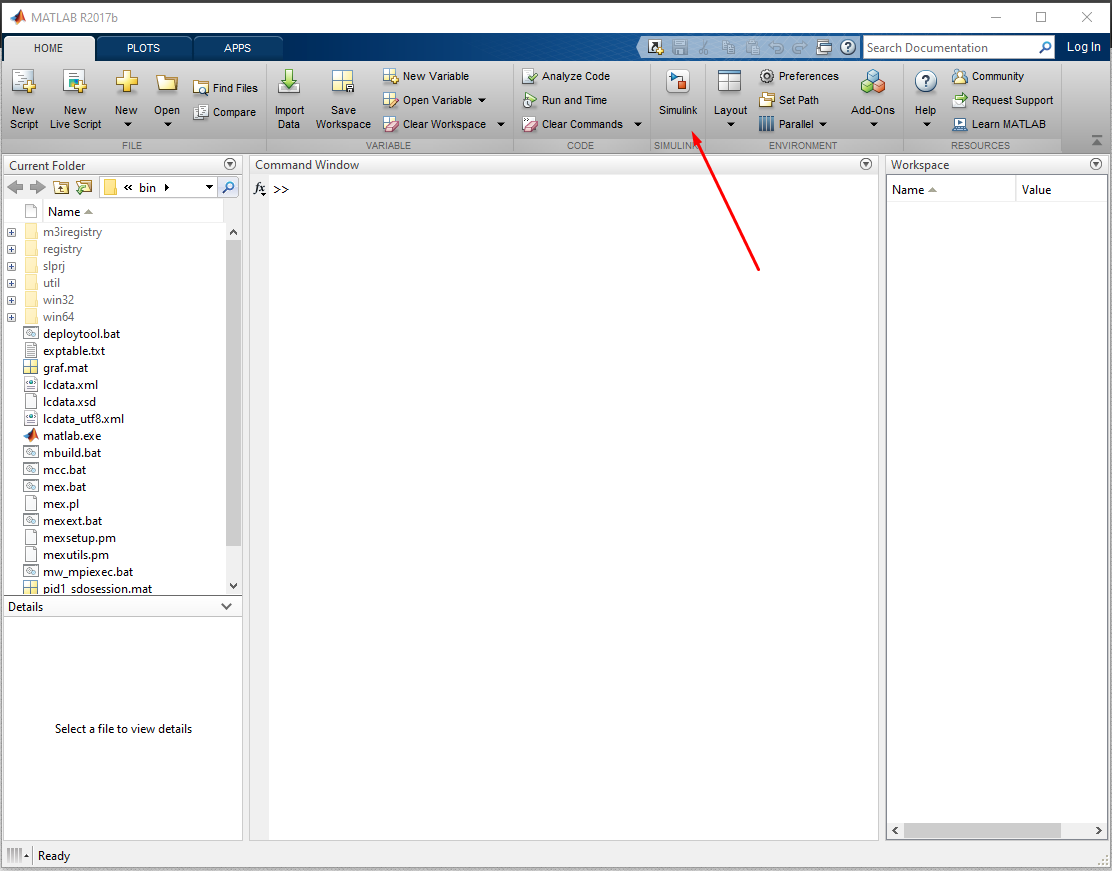 MATLAB R2017b
HOME PLOTS APPS
Search Documentation
Log In
New Script
New Live Script
New
Open
Find Files
Compare
FILE
Import Data
Save Workspace
New Variable
Open Variable
Clear Workspace
VARIABLE
Analyze Code
Run and Time
Clear Commands
CODE
Simulink
SIMULINK
Layout
Preferences
Set Path
Parallel
Add-Ons
ENVIRONMENT
Help
Community
Request Support
Learn MATLAB
RESOURCES
Current Folder
« bin
Name
m3iregistry
registry
slprj
util
win32
win64
deploytool.bat
exptable.txt
graf.mat
lcdata.xml
lcdata.xsd
lcdata_utf8.xml
matlab.exe
mbuild.bat
mcc.bat
mex.bat
mex.pl
mexext.bat
mexsetup.pm
mexutils.pm
mw_mpiexec.bat
pid1_sdosession.mat
Details
Select a file to view details
Command Window
fx >>
Workspace
Name Value
Ready